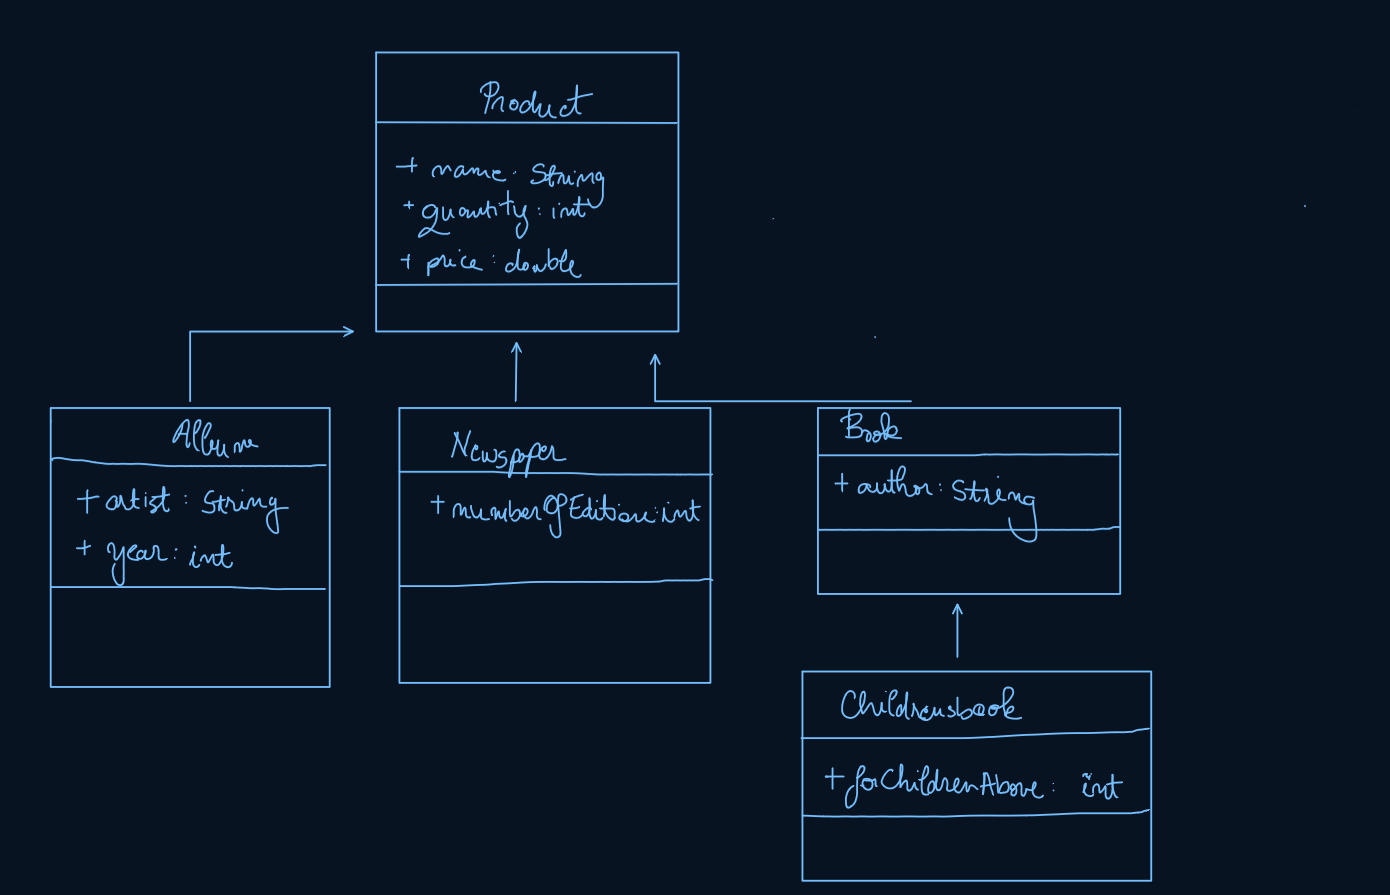 Product
+ name: String
+ quantity: int
+ price: double
Album
+ artist: String
+ year: int
Newspaper
+ numberOfEdition: int
Book
+ author: String
Childrensbook
+ forChildrenAbove: int